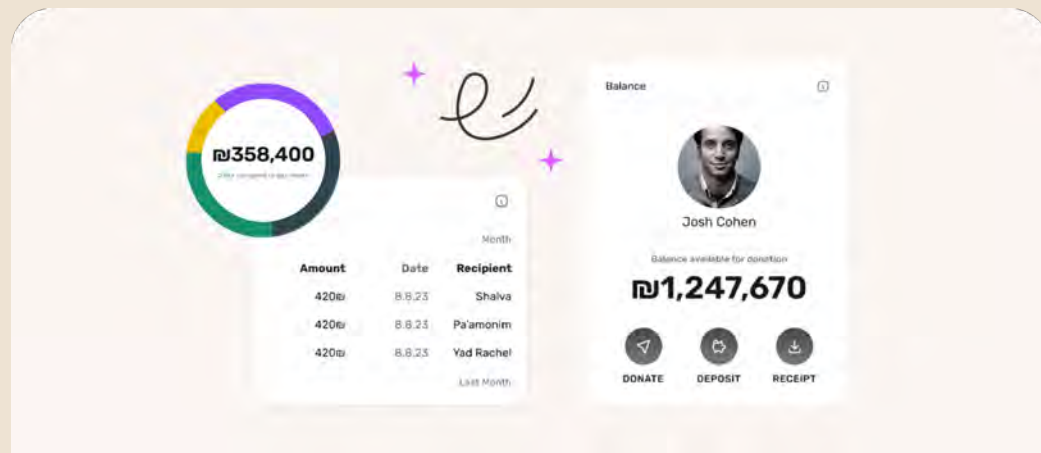 ₪358,400
Month
Amount Date Recipient
420₪ 8.8.23 Shalva
420₪ 8.8.23 Pa'amonim
420₪ 8.8.23 Yad Rachel
Last Month
Balance
Josh Cohen
Balance available for donation
₪1,247,670
DONATE DEPOSIT RECEIPT